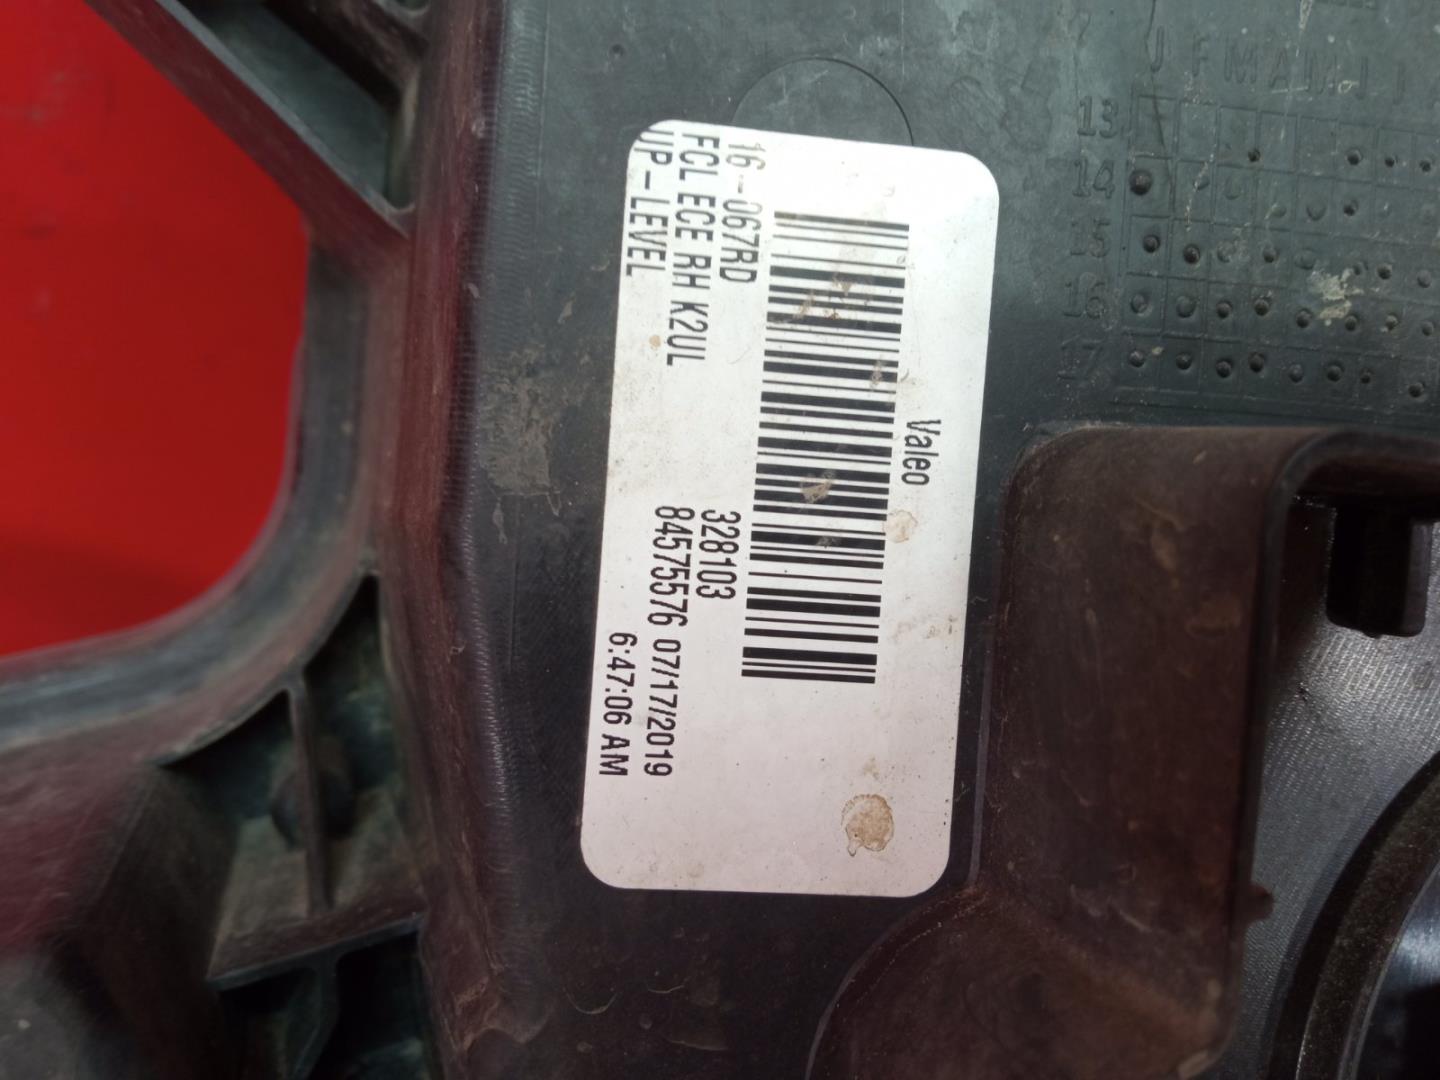 Valeo
16-067RD
FCL ECE RH K2UL
UP-LEVEL
328103
84575576 07/17/2019
6:47:06 AM
J F M A M J J
13
14
15
16
17